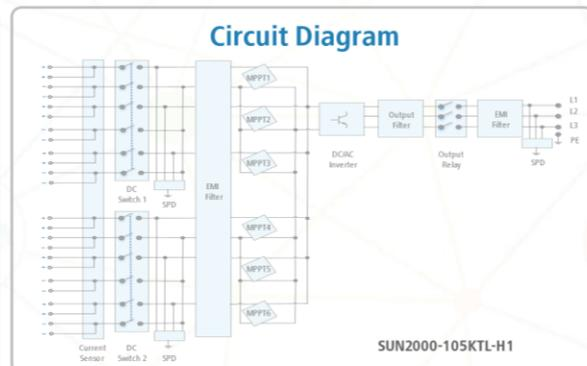 Circuit Diagram
MPPT1
MPPT2
MPPT3
MPPT4
MPPT5
MPPT6
EMI
Filter
DC
Switch 1
SPD
Current
Sensor
DC
Switch 2
SPD
DC/AC
Inverter
Output
Filter
Output
Relay
EMI
Filter
SPD
L1
L2
L3
PE
SUN2000-105KTL-H1